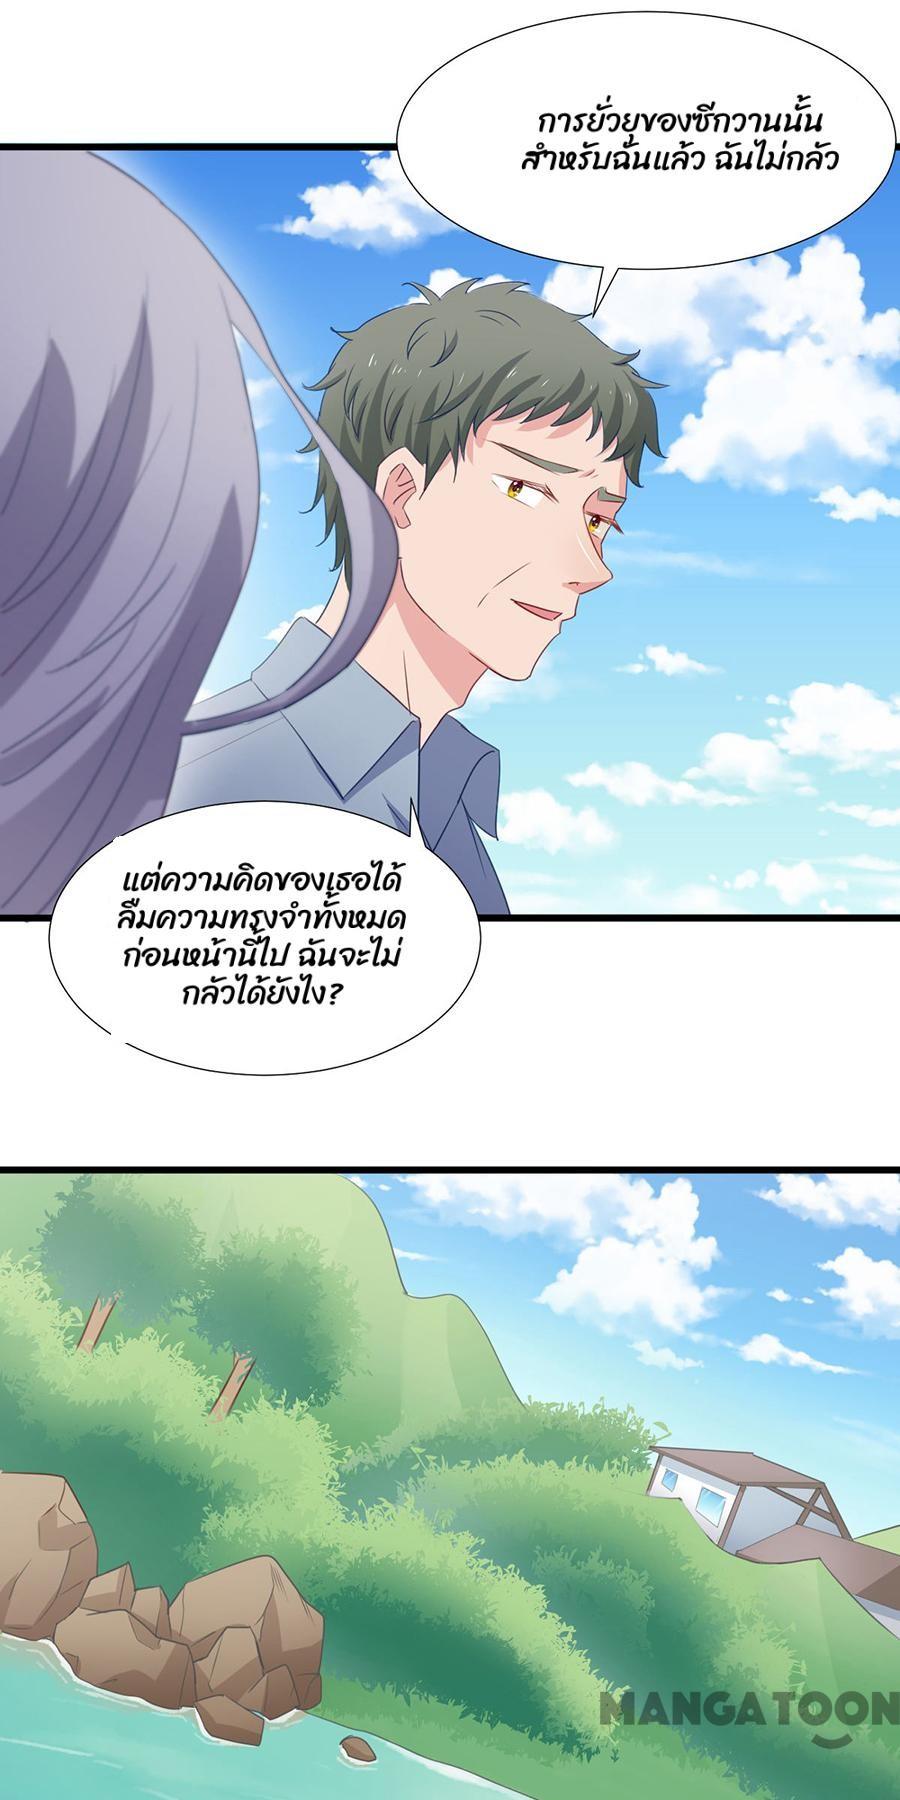 การยั่วยุของซีกวานนั้น
สำหรับฉันแล้ว ฉันไม่กลัว
แต่ความคิดของเธอได้
ลืมความทรงจำทั้งหมด
ก่อนหน้านี้ไป ฉันจะไม่
กลัวได้ยังไง?
MANGATOON